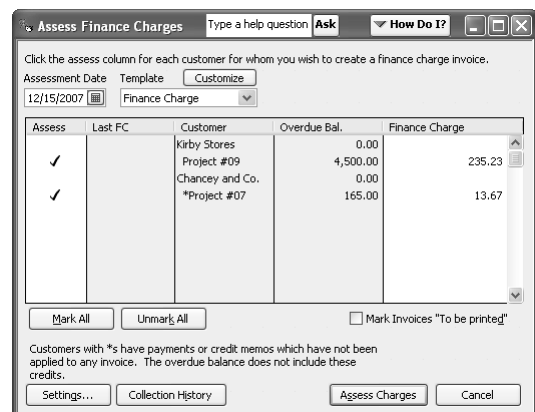 Assess Finance Charges Type a help question Ask How Do I?
Click the assess column for each customer for whom you wish to create a finance charge invoice.
Assessment Date Template Customize
12/15/2007 Finance Charge
Assess Last FC Customer Overdue Bal. Finance Charge
Kirby Stores 0.00
Project #09 4,500.00 235.23
Chancey and Co. 0.00
*Project #07 165.00 13.67
Mark All Unmark All Mark Invoices "To be printed"
Customers with *s have payments or credit memos which have not been
applied to any invoice. The overdue balance does not include these
credits.
Settings... Collection History Assess Charges Cancel